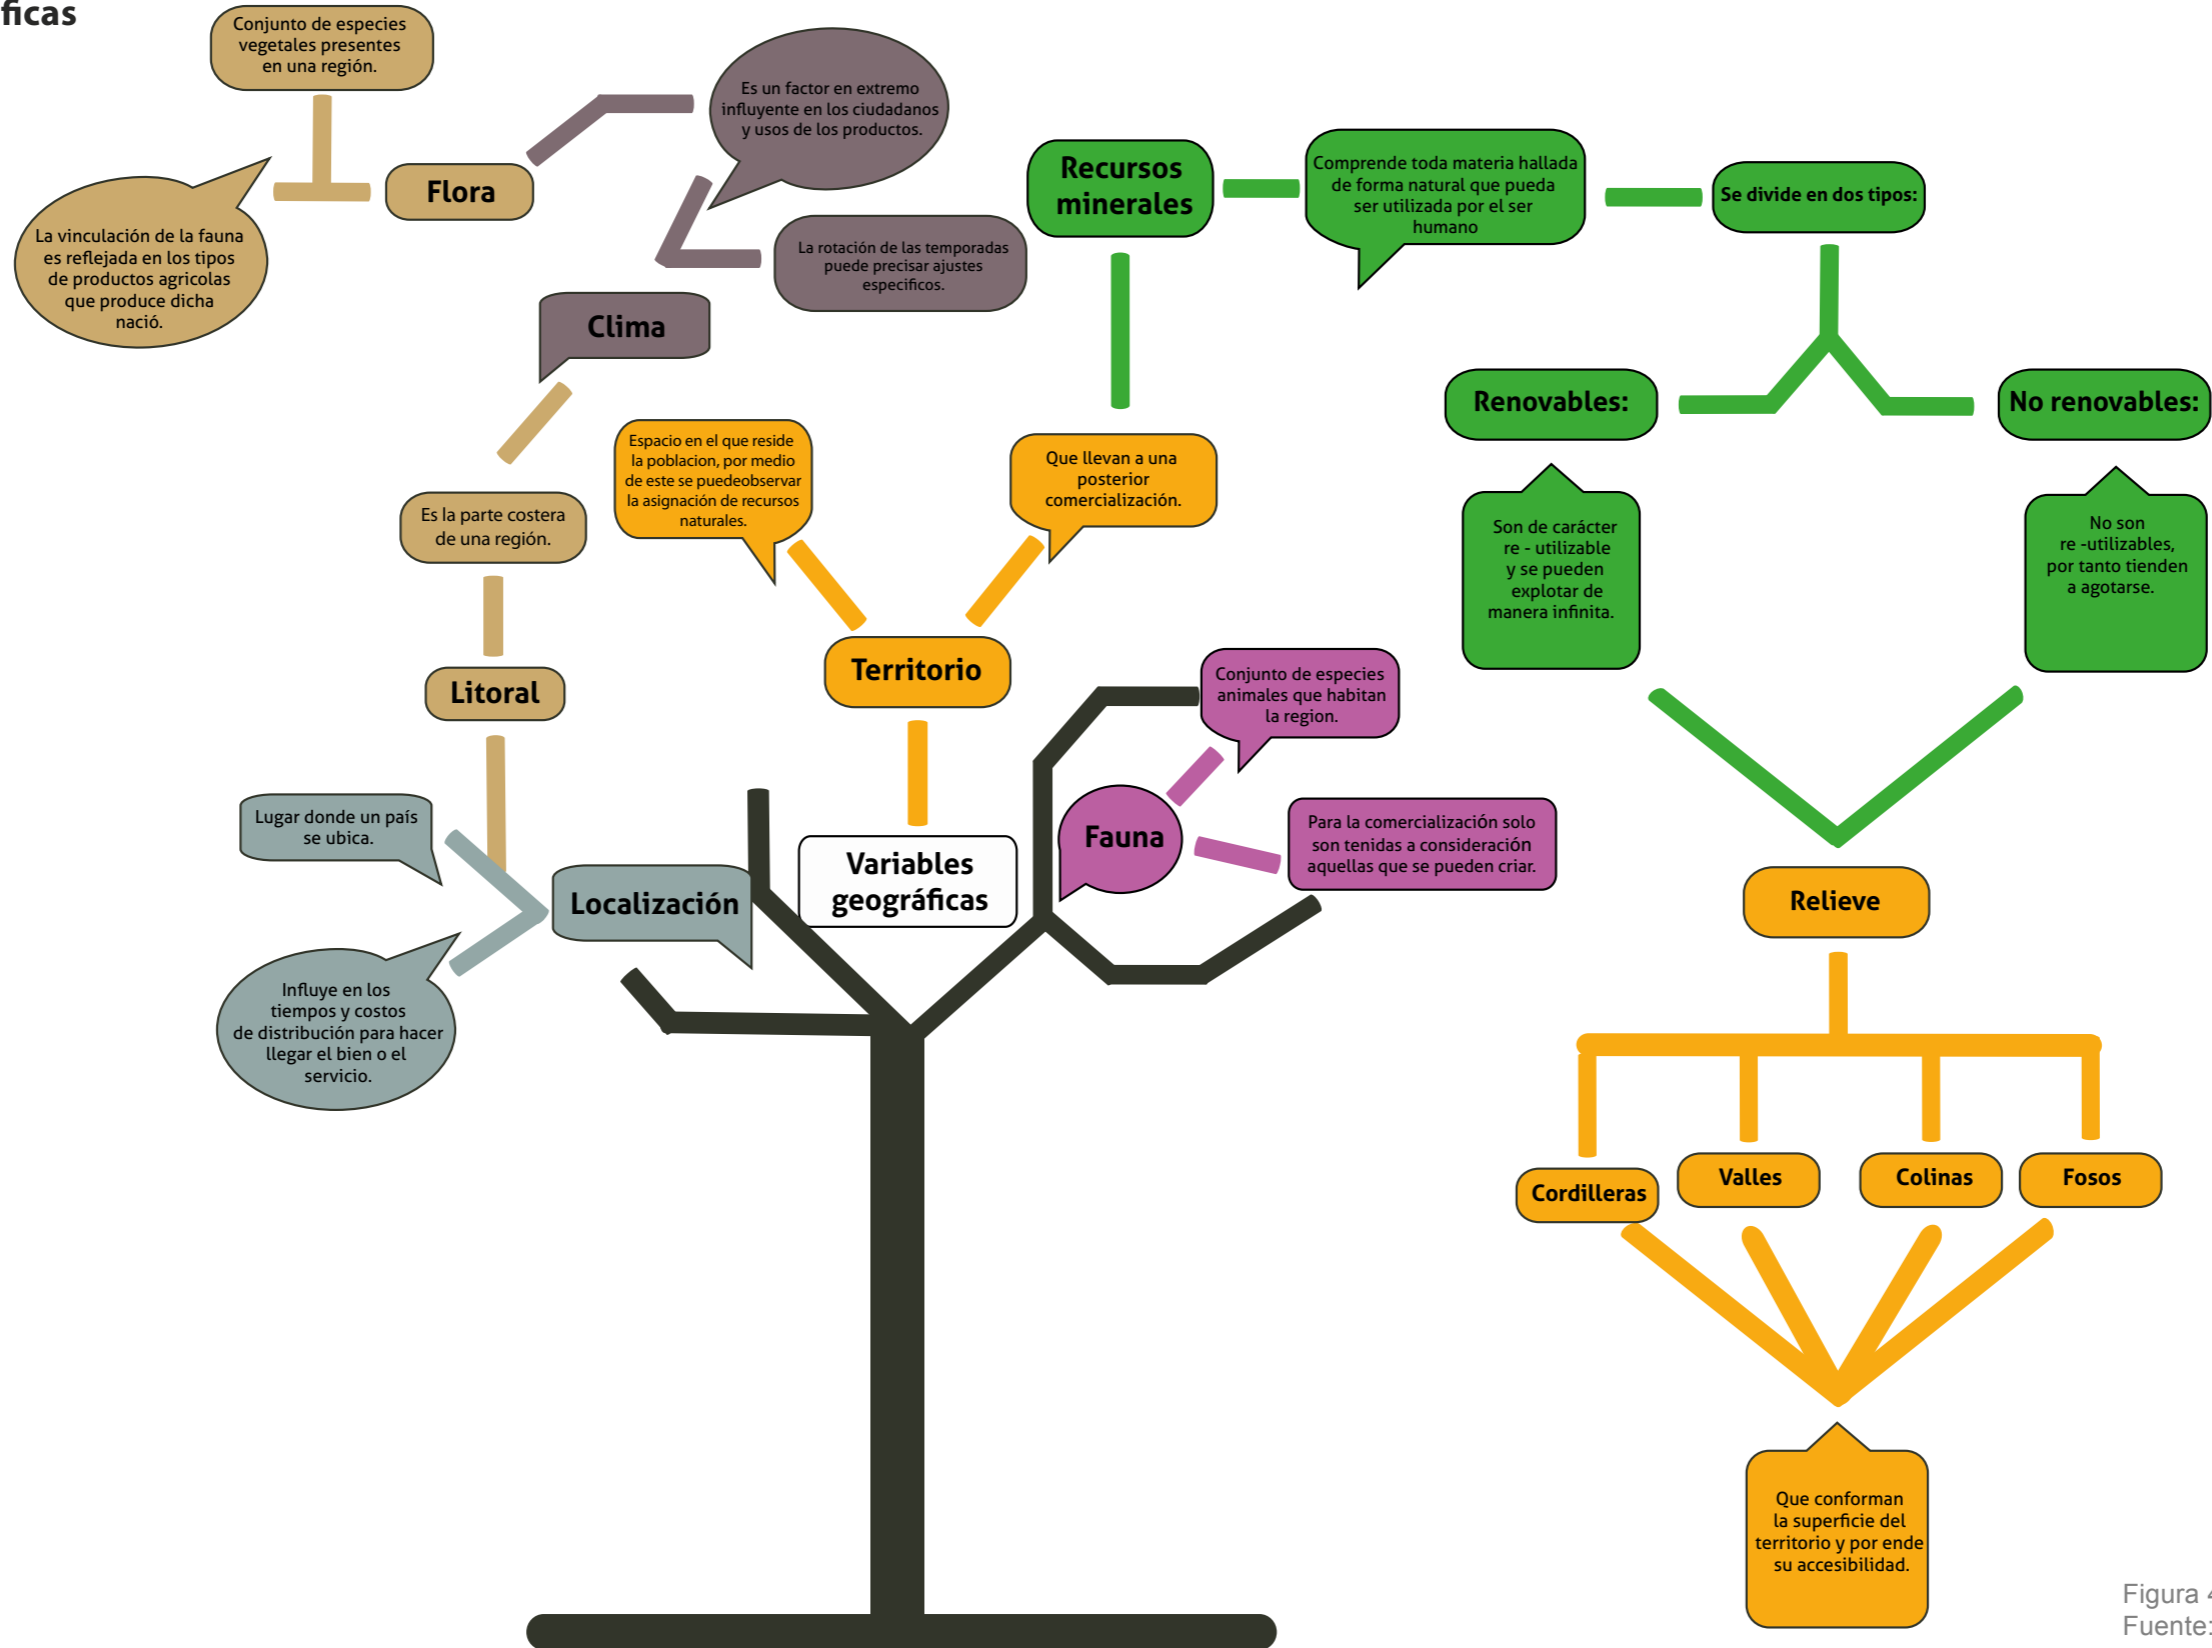 ficas
Conjunto de especies
vegetales presentes
en una región.
Flora
La vinculación de la fauna
es reflejada en los tipos
de productos agricolas
que produce dicha
nació.
Es un factor en extremo
influyente en los ciudadanos
y usos de los productos.
La rotación de las temporadas
puede precisar ajustes
especificos.
Clima
Es la parte costera
de una región.
Litoral
Lugar donde un país
se ubica.
Localización
Influye en los
tiempos y costos
de distribución para hacer
llegar el bien o el
servicio.
Espacio en el que reside
la poblacion, por medio
de este se puedeobservar
la asignación de recursos
naturales.
Que llevan a una
posterior
comercialización.
Territorio
Variables
geográficas
Conjunto de especies
animales que habitan
la region.
Fauna
Para la comercialización solo
son tenidas a consideración
aquellas que se pueden criar.
Recursos
minerales
Comprende toda materia hallada
de forma natural que pueda
ser utilizada por el ser
humano
Se divide en dos tipos:
Renovables:
No renovables:
Son de carácter
re - utilizable
y se pueden
explotar de
manera infinita.
No son
re -utilizables,
por tanto tienden
a agotarse.
Relieve
Cordilleras
Valles
Colinas
Fosos
Que conforman
la superficie del
territorio y por ende
su accesibilidad.
Figura 4
Fuente: